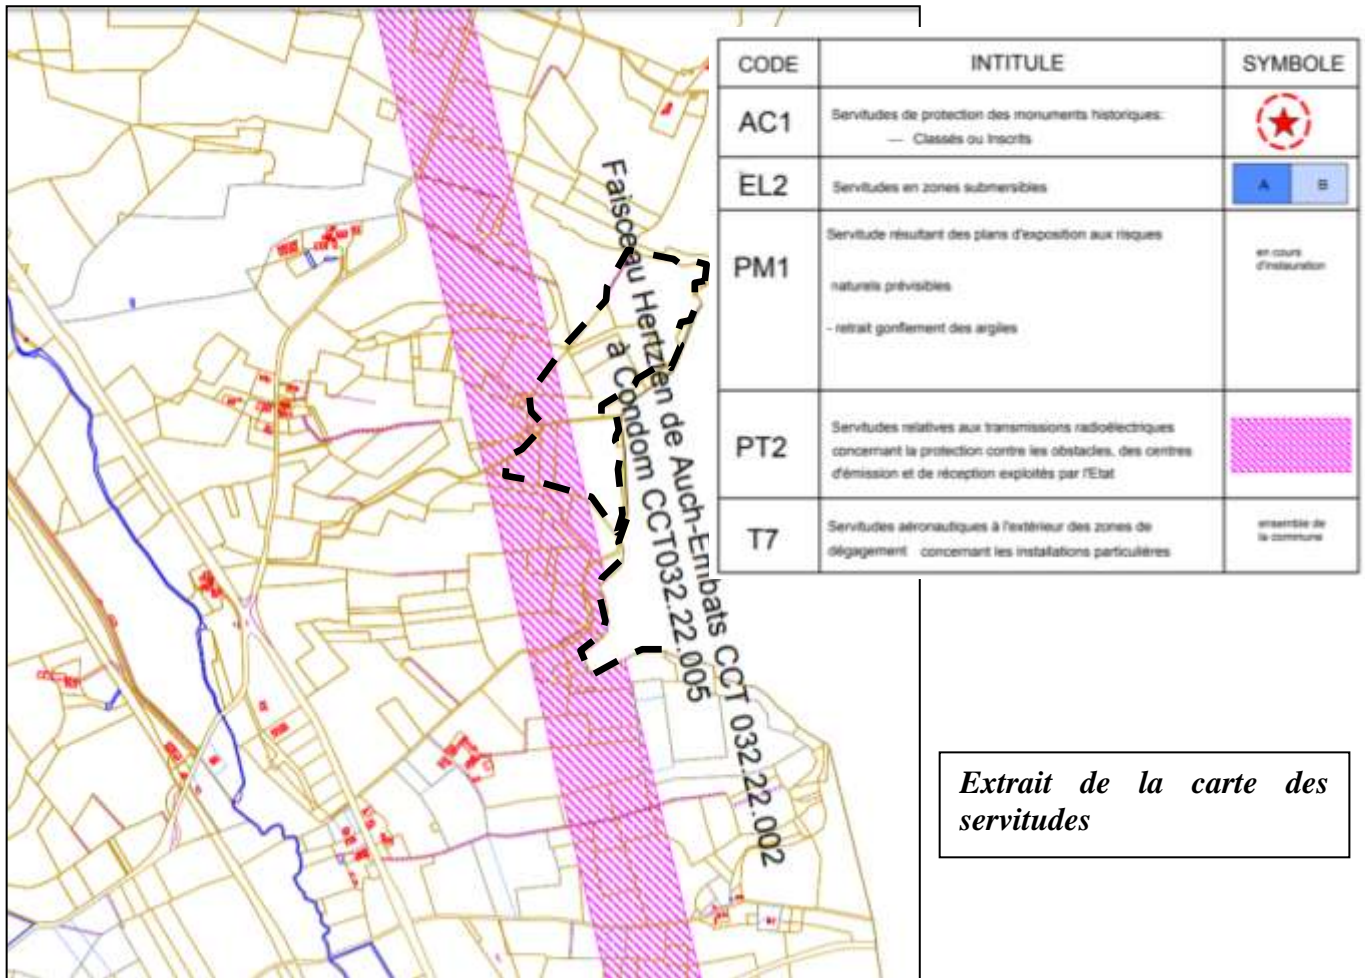 Faisceau Hertzien de Auch-Embats CCT 032.22.002
à Condom CCT032.22.005
CODE INTITULE SYMBOLE
AC1 Servitudes de protection des monuments historiques:
— Classés ou Inscrits
EL2 Servitudes en zones submersibles A B
PM1 Servitude résultant des plans d'exposition aux risques
naturels prévisibles
- retrait gonflement des argiles
en cours
d'instauration
PT2 Servitudes relatives aux transmissions radioélectriques
concernant la protection contre les obstacles, des centres
d'émission et de réception exploités par l'Etat
T7 Servitudes aéronautiques à l'extérieur des zones de
dégagement concernant les installations particulières
ensemble de
la commune
Extrait de la carte des
servitudes